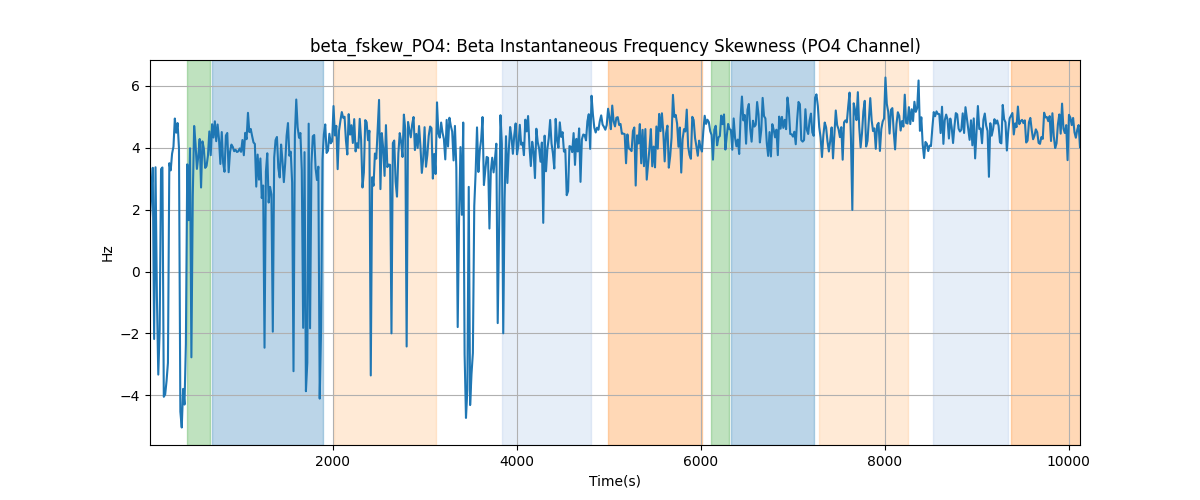 beta_fskew_PO4: Beta Instantaneous Frequency Skewness (PO4 Channel)
6
4
2
0
−2
−4
Hz
2000 4000 6000 8000 10000
Time(s)